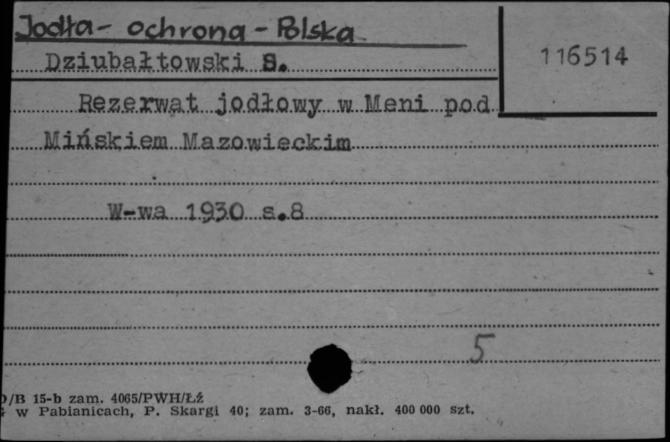 Jodła - ochrona - Polska
Dziubałtowski S.
116514
Rezerwat jodłowy w Meni pod
Mińskiem Mazowieckim
W-wa 1930 s.8
5
/B 15-b zam. 4065/PWH/ŁŻ
w Pabianicach, P. Skargi 40; zam. 3-66, nakł. 400 000 szt.